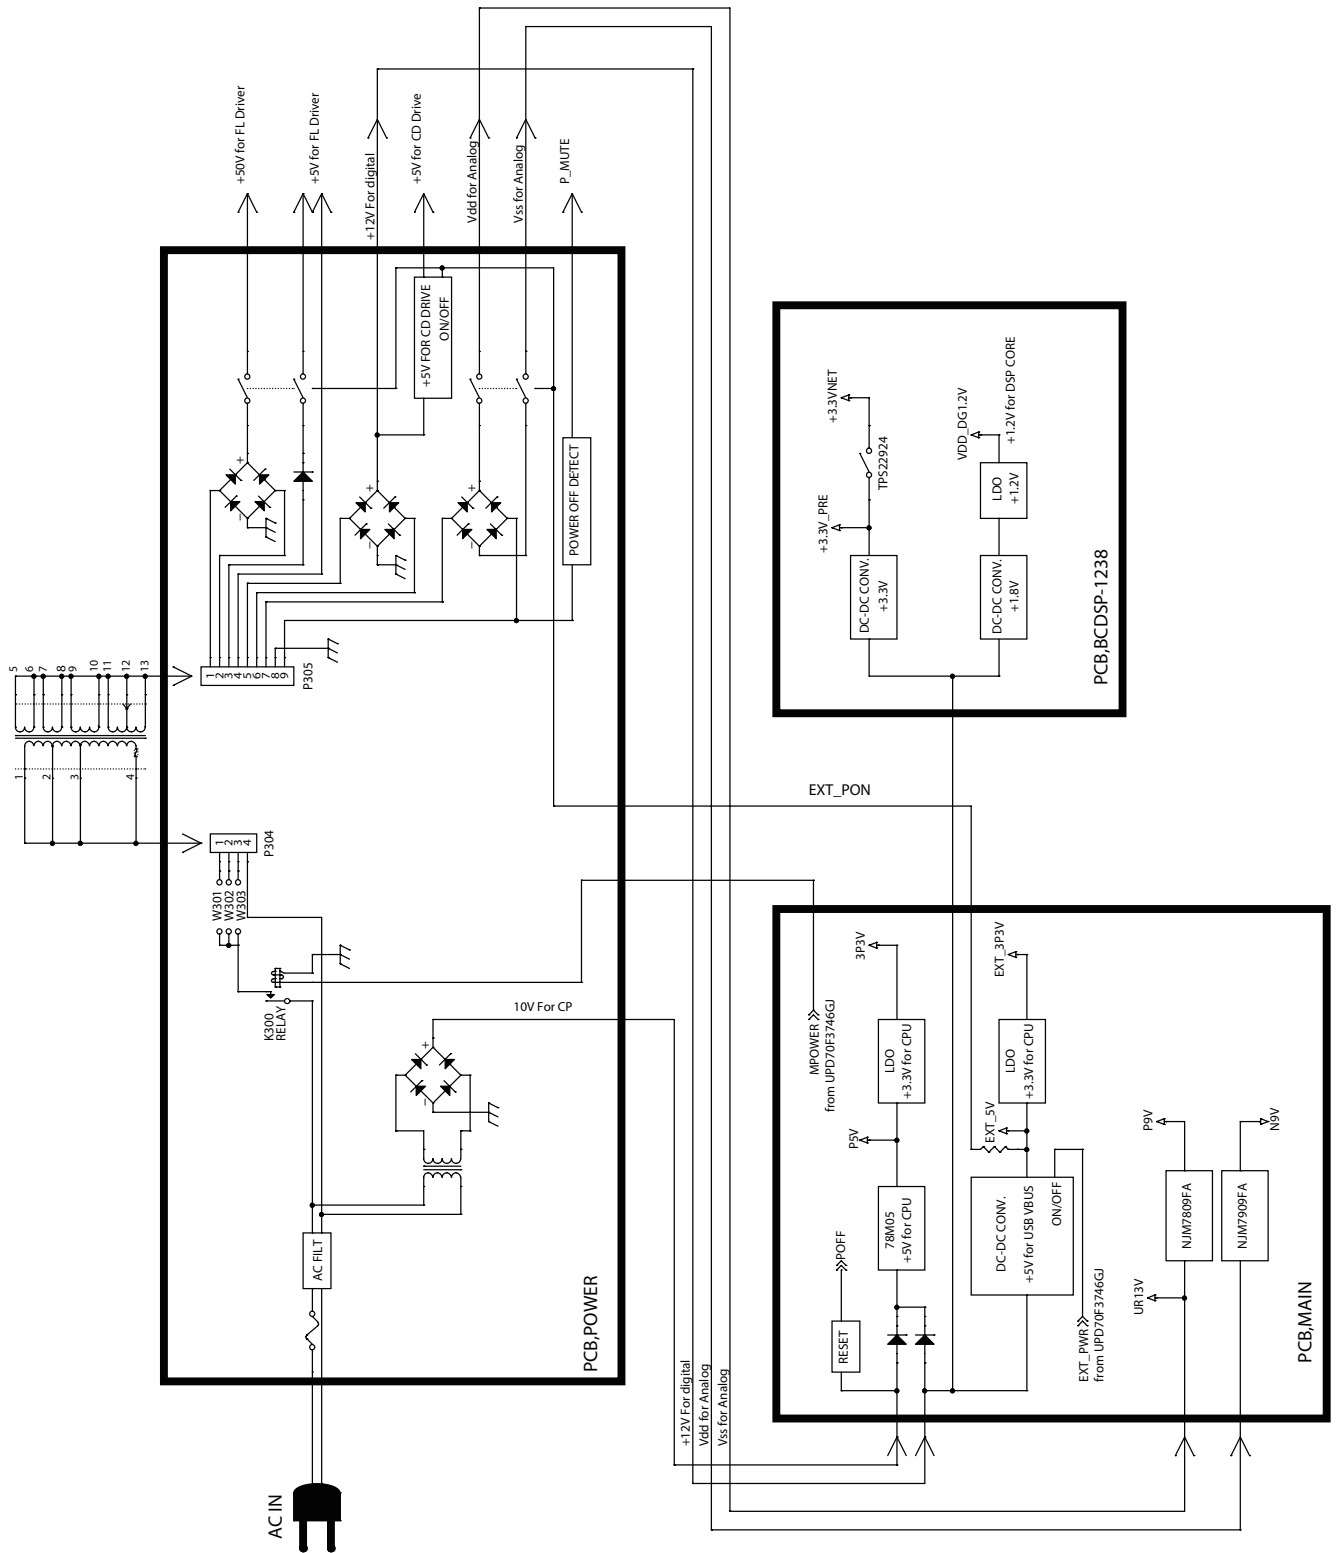 AC IN
AC FILT
PCB,POWER
K300
RELAY
W301
W302
W303
1
2
3
4
P304
1
2
3
4
5
6
7
8
9
10
11
12
13
1
2
3
4
5
6
7
8
9
P305
10V For CP
+
–
+
–
+
–
+
–
POWER OFF DETECT
+5V FOR CD DRIVE
ON/OFF
+50V for FL Driver
+5V for FL Driver
+12V For digital
+5V for CD Drive
Vdd for Analog
Vss for Analog
P_MUTE
EXT_PON
+12V For digital
Vdd for Analog
Vss for Analog
DC-DC CONV.
+3.3V
+3.3V_PRE
TPS22924
+3.3VNET
DC-DC CONV.
+1.8V
LDO
+1.2V
VDD_DG1.2V
+1.2V for DSP CORE
PCB,BCDSP-1238
MPOWER
from UPD70F3746GJ
RESET
POFF
78M05
+5V for CPU
P5V
LDO
+3.3V for CPU
3P3V
DC-DC CONV.
+5V for USB VBUS
ON/OFF
EXT_PWR
from UPD70F3746GJ
EXT_5V
LDO
+3.3V for CPU
EXT_3P3V
UR13V
NJM7809FA
P9V
NJM7909FA
N9V
PCB,MAIN